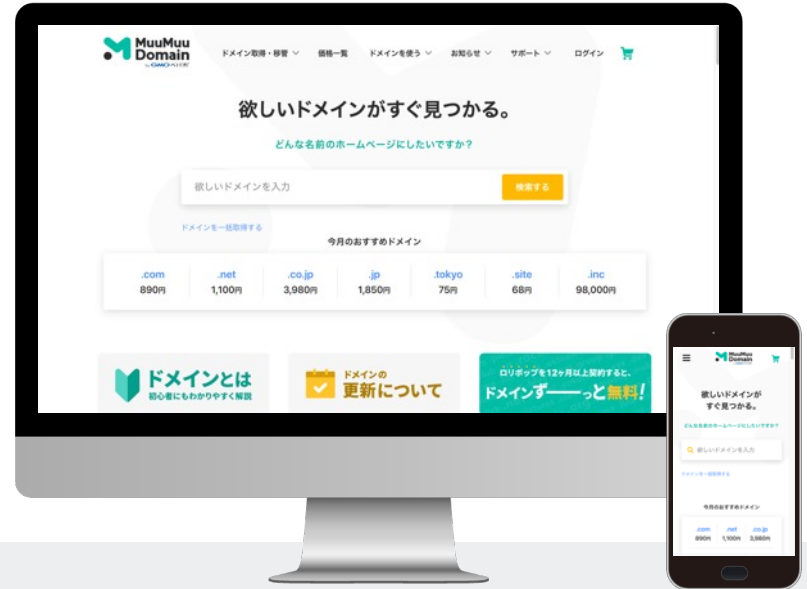 MuuMuu
Domain
by GMOペパボ
ドメイン取得・移管
価格一覧
ドメインを使う
お知らせ
サポート
ログイン
欲しいドメインがすぐ見つかる。
どんな名前のホームページにしたいですか？
欲しいドメインを入力
検索する
ドメインを一括取得する
今月のおすすめドメイン
.com .net .co.jp .jp .tokyo .site .inc
890円 1,100円 3,980円 1,850円 75円 68円 98,000円
ドメインとは
初心者にもわかりやすく解説
ドメインの
更新について
ロリポップを12ヶ月以上契約すると、
ドメインずーっと無料!
MuuMuu
Domain
欲しいドメインが
すぐ見つかる。
どんな名前のホームページにしたいですか？
欲しいドメインを入力
ドメインを一括取得する
今月のおすすめドメイン
.com .net .co.jp
890円 1,100円 3,980円